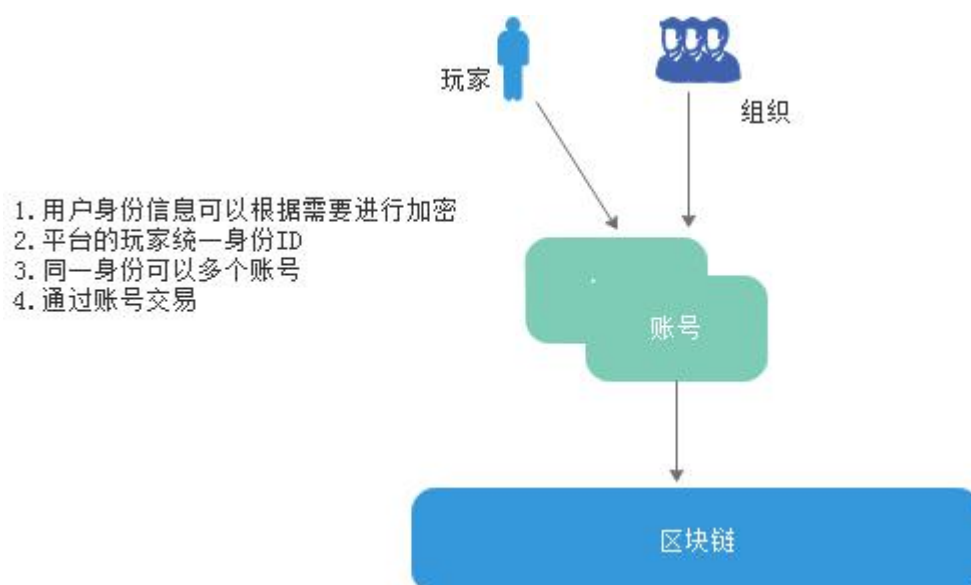 玩家
组织
1.用户身份信息可以根据需要进行加密
2.平台的玩家统一身份ID
3.同一身份可以多个账号
4.通过账号交易
账号
区块链